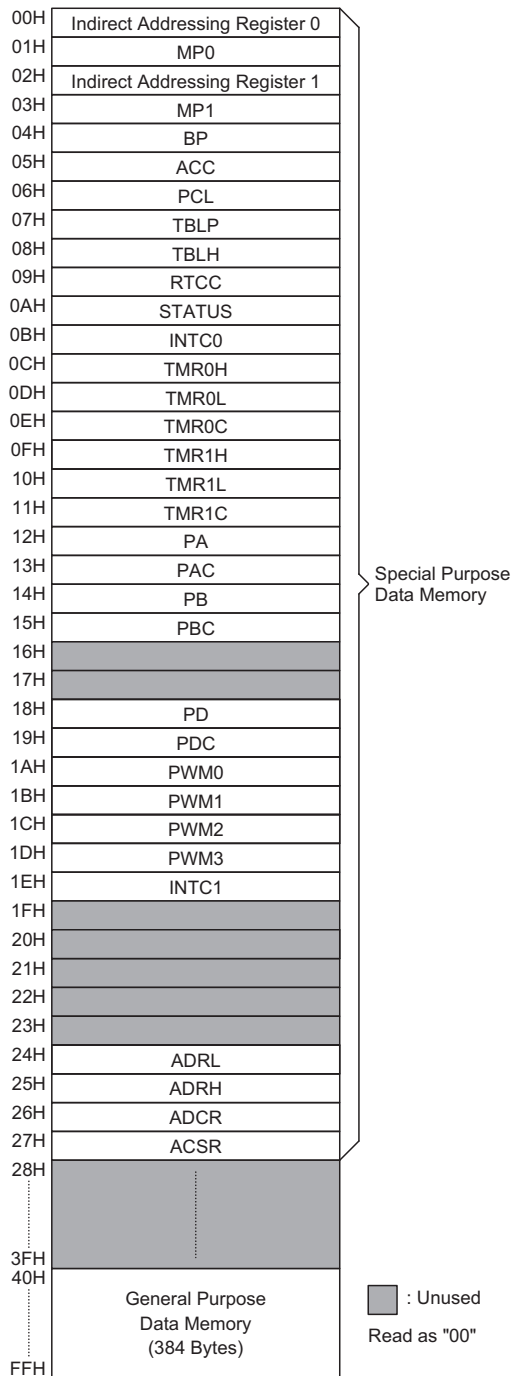 00H Indirect Addressing Register 0
01H MP0
02H Indirect Addressing Register 1
03H MP1
04H BP
05H ACC
06H PCL
07H TBLP
08H TBLH
09H RTCC
0AH STATUS
0BH INTC0
0CH TMR0H
0DH TMR0L
0EH TMR0C
0FH TMR1H
10H TMR1L
11H TMR1C
12H PA
13H PAC
14H PB
15H PBC
16H
17H
18H PD
19H PDC
1AH PWM0
1BH PWM1
1CH PWM2
1DH PWM3
1EH INTC1
1FH
20H
21H
22H
23H
24H ADRL
25H ADRH
26H ADCR
27H ACSR
28H
3FH
40H
General Purpose
Data Memory
(384 Bytes)
FFH
Special Purpose
Data Memory
: Unused
Read as "00"